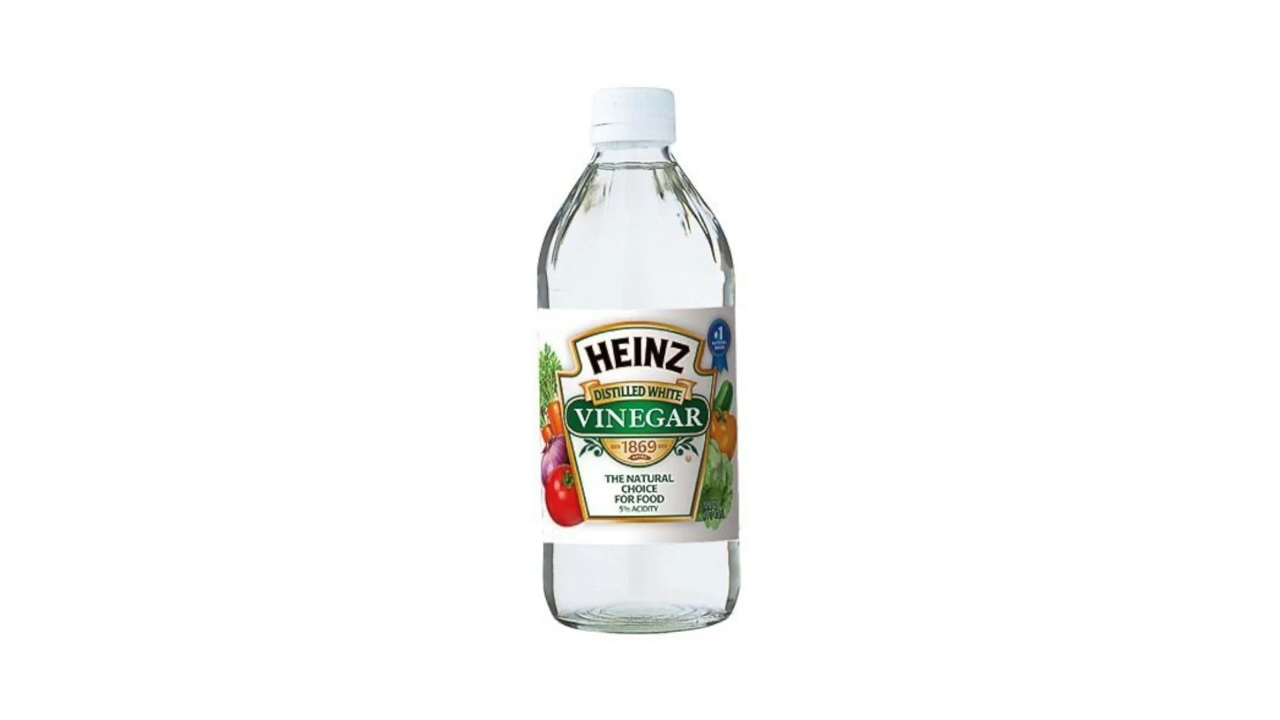 HEINZ
#1
DISTILLED WHITE
VINEGAR
1869
THE NATURAL
CHOICE
FOR FOOD
5% ACIDITY